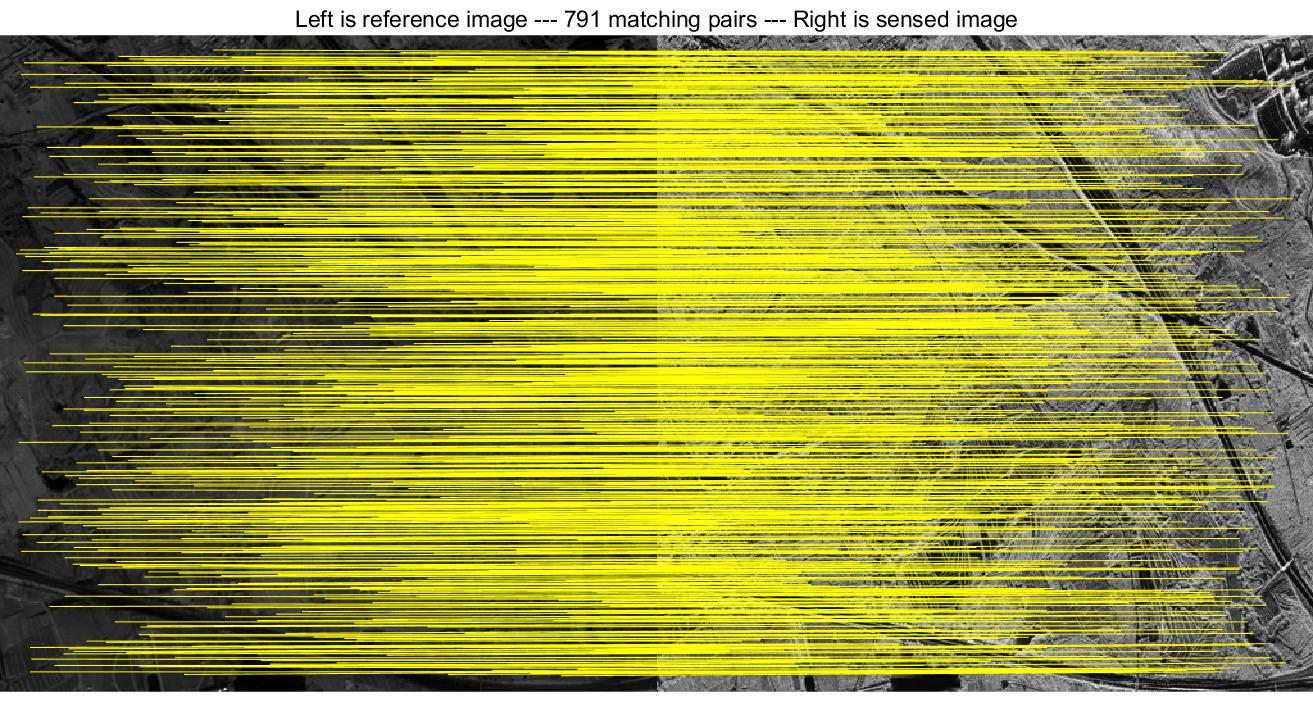 Left is reference image --- 791 matching pairs --- Right is sensed image